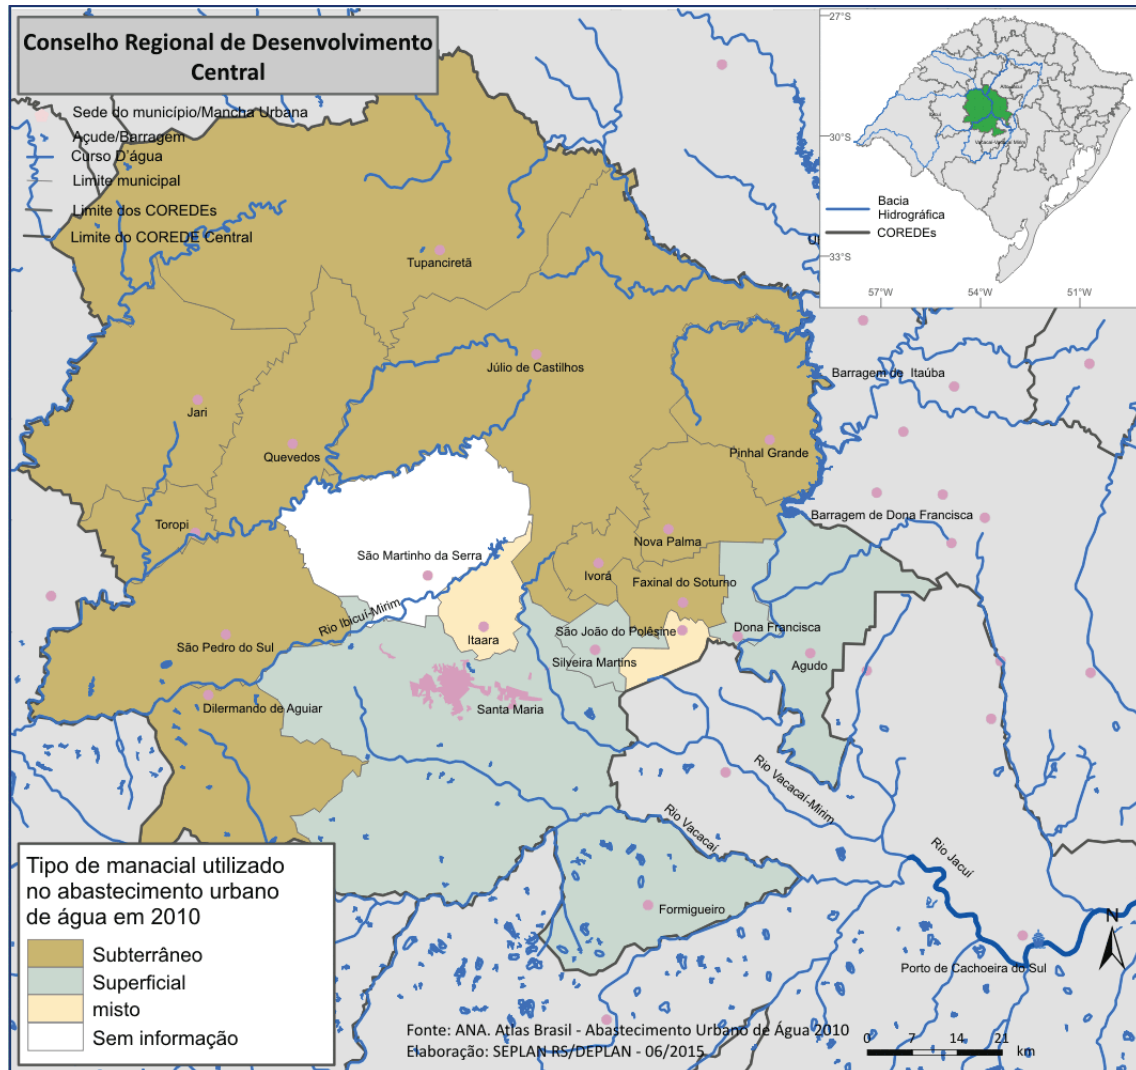 Conselho Regional de Desenvolvimento
Central
Sede do município/Mancha Urbana
Açude/Barragem
Curso D'água
Limite municipal
Limite dos COREDEs
Limite do COREDE Central
27°S
30°S
33°S
57°W
54°W
51°W
Bacia
Hidrográfica
COREDEs
Tupanciretã
Júlio de Castilhos
Barragem de Itaúba
Jari
Quevedos
Pinhal Grande
Toropi
Barragem de Dona Francisca
Nova Palma
São Martinho da Serra
Ivorá
Faxinal do Soturno
Rio Ibicuí-Mirim
São Pedro do Sul
Itaara
São João do Polêsine
Dona Francisca
Silveira Martins
Agudo
Dilermando de Aguiar
Santa Maria
Rio Vacacaí-Mirim
Rio Vacacaí
Rio Jacuí
Formigueiro
Porto de Cachoeira do Sul
N
Tipo de manacial utilizado
no abastecimento urbano
de água em 2010
Subterrâneo
Superficial
misto
Sem informação
Fonte: ANA. Atlas Brasil - Abastecimento Urbano de Água 2010
Elaboração: SEPLAN RS/DEPLAN - 06/2015
0 7 14 21
km